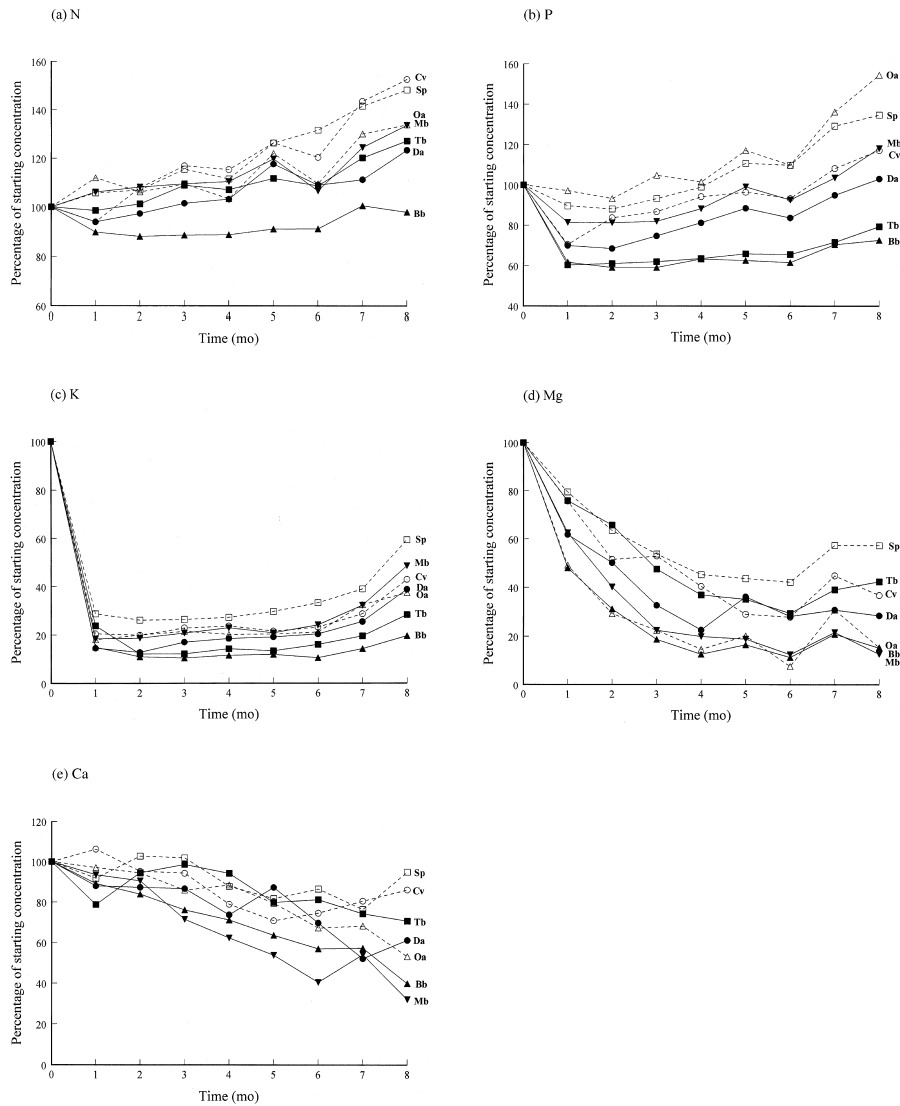 (a) N
Percentage of starting concentration
160
140
120
100
80
60
0 1 2 3 4 5 6 7 8
Time (mo)
Cv
Sp
Oa
Mb
Tb
Da
Bb
(b) P
Percentage of starting concentration
160
140
120
100
80
60
40
0 1 2 3 4 5 6 7 8
Time (mo)
Oa
Sp
Mb
Cv
Da
Tb
Bb
(c) K
Percentage of starting concentration
100
80
60
40
20
0
0 1 2 3 4 5 6 7 8
Time (mo)
Sp
Mb
Cv
Da
Oa
Tb
Bb
(d) Mg
Percentage of starting concentration
100
80
60
40
20
0
0 1 2 3 4 5 6 7 8
Time (mo)
Sp
Tb
Cv
Da
Oa
Bb
Mb
(e) Ca
Percentage of starting concentration
120
100
80
60
40
20
0
0 1 2 3 4 5 6 7 8
Time (mo)
Sp
Cv
Tb
Da
Oa
Bb
Mb